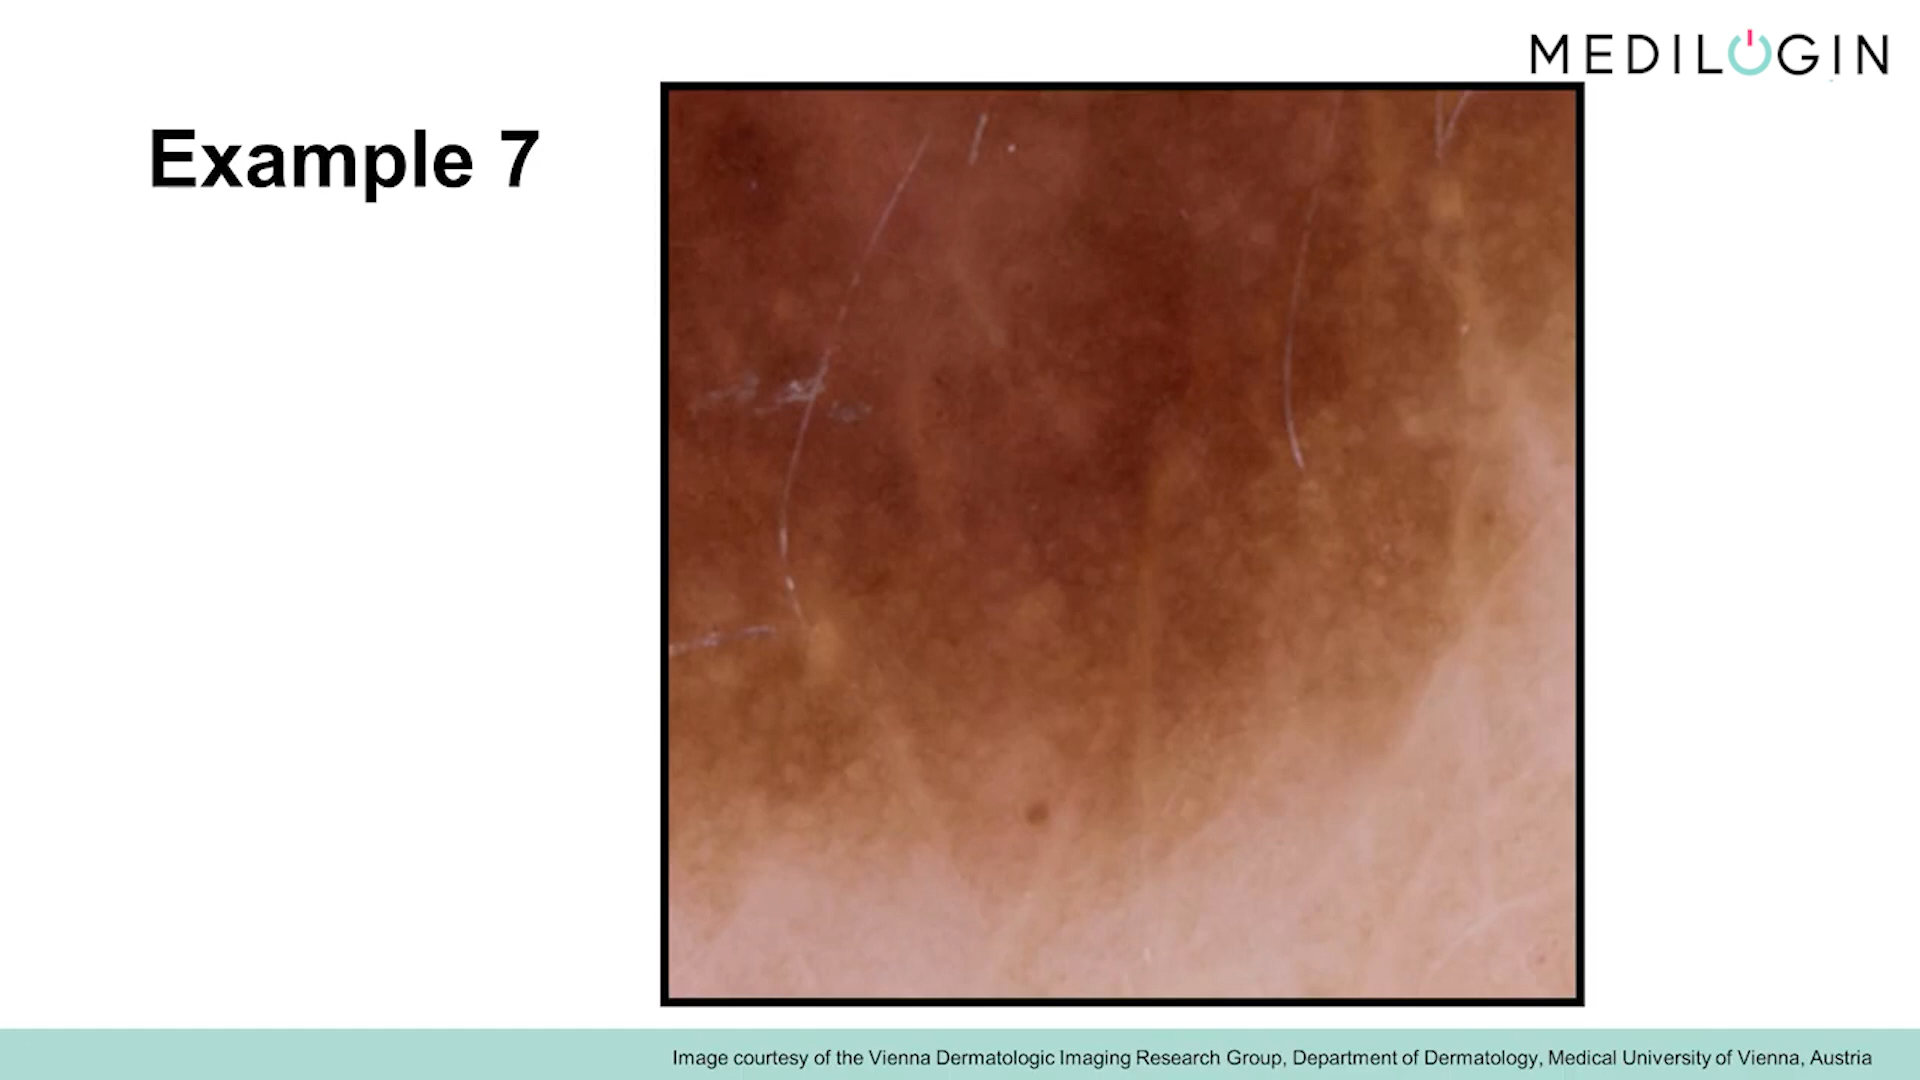 MEDILOGIN
Example 7
Image courtesy of the Vienna Dermatologic Imaging Research Group, Department of Dermatology, Medical University of Vienna, Austria